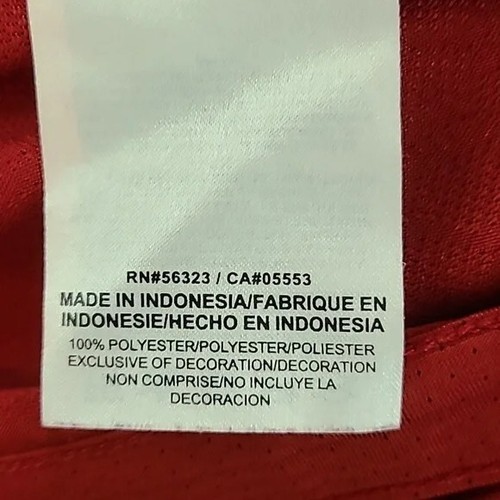 RN#56323 / CA#05553
MADE IN INDONESIA/FABRIQUE EN
INDONESIE/HECHO EN INDONESIA
100% POLYESTER/POLYESTER/POLIESTER
EXCLUSIVE OF DECORATION/DECORATION
NON COMPRISE/NO INCLUYE LA
DECORACION